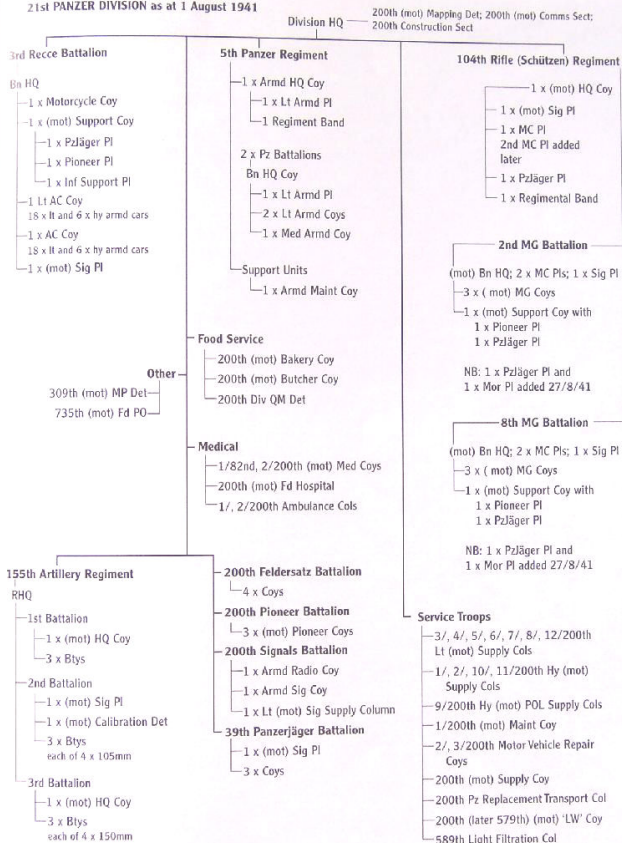 21st PANZER DIVISION as at 1 August 1941
Division HQ
200th (mot) Mapping Det; 200th (mot) Comms Sect;
200th Construction Sect
3rd Recce Battalion
Bn HQ
1 x Motorcycle Coy
1 x (mot) Support Coy
1 x PzJäger Pl
1 x Pioneer Pl
1 x Inf Support Pl
1 Lt AC Coy
18 x lt and 6 x hy armd cars
1 x AC Coy
18 x lt and 6 x hy armd cars
1 x (mot) Sig Pl
5th Panzer Regiment
1 x Armd HQ Coy
1 x Lt Armd Pl
1 Regiment Band
2 x Pz Battalions
Bn HQ Coy
1 x Lt Armd Pl
2 x Lt Armd Coys
1 x Med Armd Coy
Support Units
1 x Armd Maint Coy
104th Rifle (Schützen) Regiment
1 x (mot) HQ Coy
1 x (mot) Sig Pl
1 x MC Pl
2nd MC Pl added
later
1 x PzJäger Pl
1 x Regimental Band
2nd MG Battalion
(mot) Bn HQ; 2 x MC Pls; 1 x Sig Pl
3 x ( mot) MG Coys
1 x (mot) Support Coy with
1 x Pioneer Pl
1 x PzJäger Pl
NB: 1 x PzJäger Pl and
1 x Mor Pl added 27/8/41
8th MG Battalion
(mot) Bn HQ; 2 x MC Pls; 1 x Sig Pl
3 x ( mot) MG Coys
1 x (mot) Support Coy with
1 x Pioneer Pl
1 x PzJäger Pl
NB: 1 x PzJäger Pl and
1 x Mor Pl added 27/8/41
Other
309th (mot) MP Det
735th (mot) Fd PO
Food Service
200th (mot) Bakery Coy
200th (mot) Butcher Coy
200th Div QM Det
Medical
1/82nd, 2/200th (mot) Med Coys
200th (mot) Fd Hospital
1/, 2/200th Ambulance Cols
155th Artillery Regiment
RHQ
1st Battalion
1 x (mot) HQ Coy
3 x Btys
2nd Battalion
1 x (mot) Sig Pl
1 x (mot) Calibration Det
3 x Btys
each of 4 x 105mm
3rd Battalion
1 x (mot) HQ Coy
3 x Btys
each of 4 x 150mm
200th Feldersatz Battalion
4 x Coys
200th Pioneer Battalion
3 x (mot) Pioneer Coys
200th Signals Battalion
1 x Armd Radio Coy
1 x Armd Sig Coy
1 x Lt (mot) Sig Supply Column
39th Panzerjäger Battalion
1 x (mot) Sig Pl
3 x Coys
Service Troops
3/, 4/, 5/, 6/, 7/, 8/, 12/200th
Lt (mot) Supply Cols
1/, 2/, 10/, 11/200th Hy (mot)
Supply Cols
9/200th Hy (mot) POL Supply Cols
1/200th (mot) Maint Coy
2/, 3/200th Motor Vehicle Repair
Coys
200th (mot) Supply Coy
200th Pz Replacement Transport Col
200th (later 579th) (mot) 'LW' Coy
589th Light Filtration Col